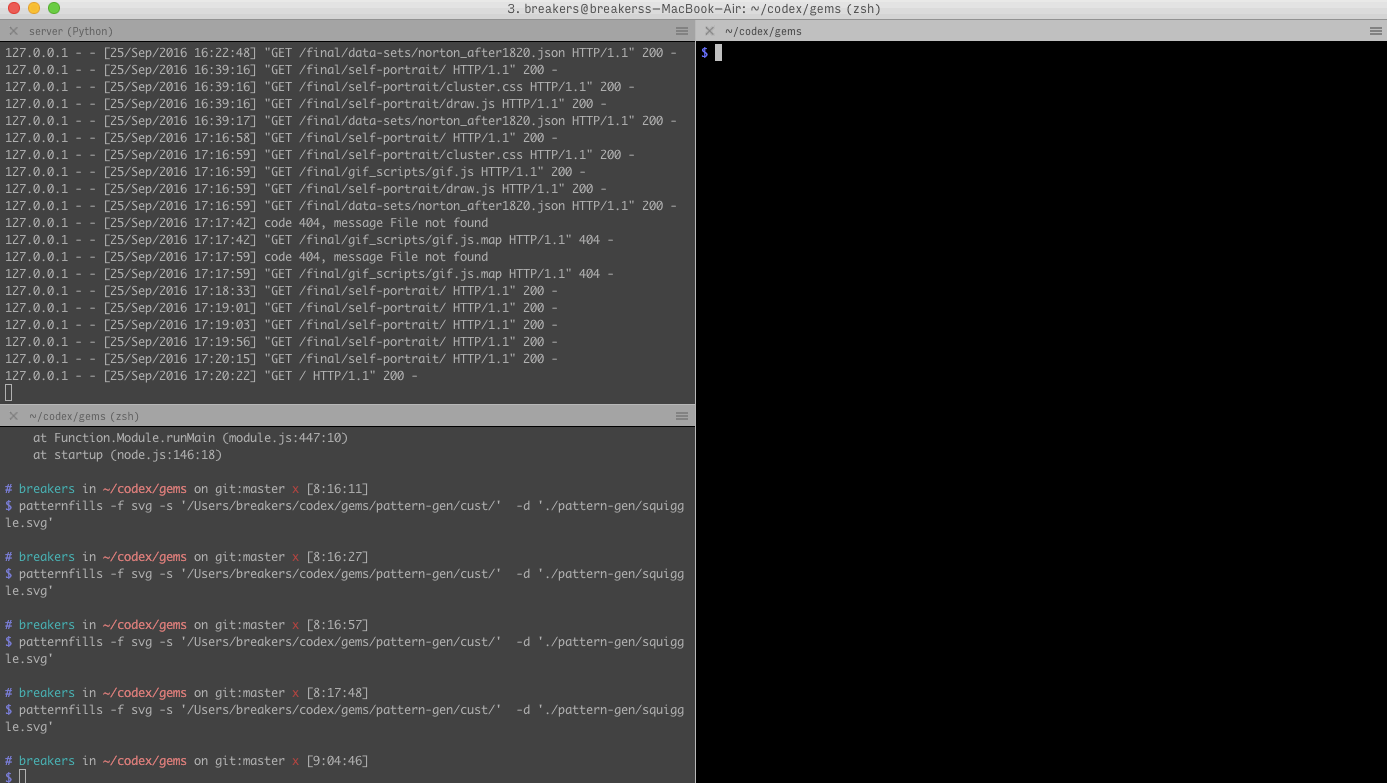 3. breakers@breakerss-MacBook-Air: ~/codex/gems (zsh)
server (Python)
127.0.0.1 - - [25/Sep/2016 16:22:48] "GET /final/data-sets/norton_after1820.json HTTP/1.1" 200 -
127.0.0.1 - - [25/Sep/2016 16:39:16] "GET /final/self-portrait/ HTTP/1.1" 200 -
127.0.0.1 - - [25/Sep/2016 16:39:16] "GET /final/self-portrait/cluster.css HTTP/1.1" 200 -
127.0.0.1 - - [25/Sep/2016 16:39:16] "GET /final/self-portrait/draw.js HTTP/1.1" 200 -
127.0.0.1 - - [25/Sep/2016 16:39:17] "GET /final/data-sets/norton_after1820.json HTTP/1.1" 200 -
127.0.0.1 - - [25/Sep/2016 17:16:58] "GET /final/self-portrait/ HTTP/1.1" 200 -
127.0.0.1 - - [25/Sep/2016 17:16:59] "GET /final/self-portrait/cluster.css HTTP/1.1" 200 -
127.0.0.1 - - [25/Sep/2016 17:16:59] "GET /final/gif_scripts/gif.js HTTP/1.1" 200 -
127.0.0.1 - - [25/Sep/2016 17:16:59] "GET /final/self-portrait/draw.js HTTP/1.1" 200 -
127.0.0.1 - - [25/Sep/2016 17:16:59] "GET /final/data-sets/norton_after1820.json HTTP/1.1" 200 -
127.0.0.1 - - [25/Sep/2016 17:17:42] code 404, message File not found
127.0.0.1 - - [25/Sep/2016 17:17:42] "GET /final/gif_scripts/gif.js.map HTTP/1.1" 404 -
127.0.0.1 - - [25/Sep/2016 17:17:59] code 404, message File not found
127.0.0.1 - - [25/Sep/2016 17:17:59] "GET /final/gif_scripts/gif.js.map HTTP/1.1" 404 -
127.0.0.1 - - [25/Sep/2016 17:18:33] "GET /final/self-portrait/ HTTP/1.1" 200 -
127.0.0.1 - - [25/Sep/2016 17:19:01] "GET /final/self-portrait/ HTTP/1.1" 200 -
127.0.0.1 - - [25/Sep/2016 17:19:03] "GET /final/self-portrait/ HTTP/1.1" 200 -
127.0.0.1 - - [25/Sep/2016 17:19:56] "GET /final/self-portrait/ HTTP/1.1" 200 -
127.0.0.1 - - [25/Sep/2016 17:20:15] "GET /final/self-portrait/ HTTP/1.1" 200 -
127.0.0.1 - - [25/Sep/2016 17:20:22] "GET / HTTP/1.1" 200 -
~/codex/gems (zsh)
at Function.Module.runMain (module.js:447:10)
at startup (node.js:146:18)
# breakers in ~/codex/gems on git:master x [8:16:11]
$ patternfills -f svg -s '/Users/breakers/codex/gems/pattern-gen/cust/'  -d './pattern-gen/squigg
le.svg'
# breakers in ~/codex/gems on git:master x [8:16:27]
$ patternfills -f svg -s '/Users/breakers/codex/gems/pattern-gen/cust/'  -d './pattern-gen/squigg
le.svg'
# breakers in ~/codex/gems on git:master x [8:16:57]
$ patternfills -f svg -s '/Users/breakers/codex/gems/pattern-gen/cust/'  -d './pattern-gen/squigg
le.svg'
# breakers in ~/codex/gems on git:master x [8:17:48]
$ patternfills -f svg -s '/Users/breakers/codex/gems/pattern-gen/cust/'  -d './pattern-gen/squigg
le.svg'
# breakers in ~/codex/gems on git:master x [9:04:46]
$
~/codex/gems
$